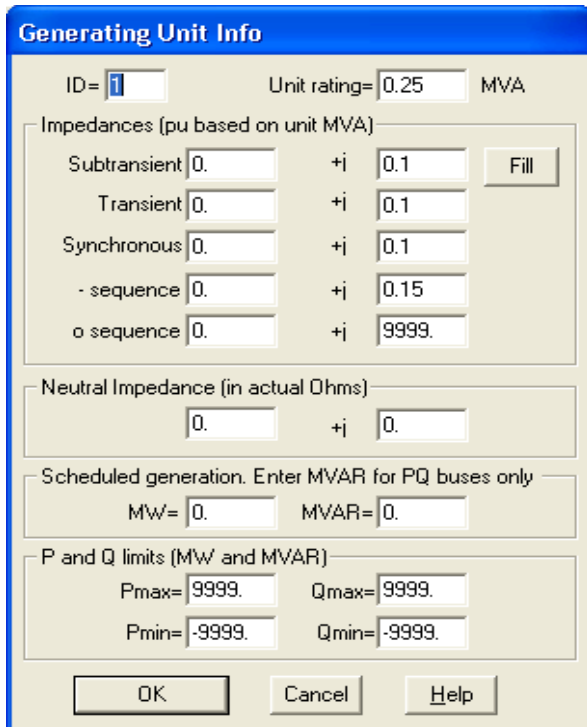 Generating Unit Info
ID= 1 Unit rating= 0.25 MVA
Impedances (pu based on unit MVA)
Subtransient 0. +j 0.1 Fill
Transient 0. +j 0.1
Synchronous 0. +j 0.1
- sequence 0. +j 0.15
o sequence 0. +j 9999.
Neutral Impedance (in actual Ohms)
0. +j 0.
Scheduled generation. Enter MVAR for PQ buses only
MW= 0. MVAR= 0.
P and Q limits (MW and MVAR)
Pmax= 9999. Qmax= 9999.
Pmin= -9999. Qmin= -9999.
OK Cancel Help